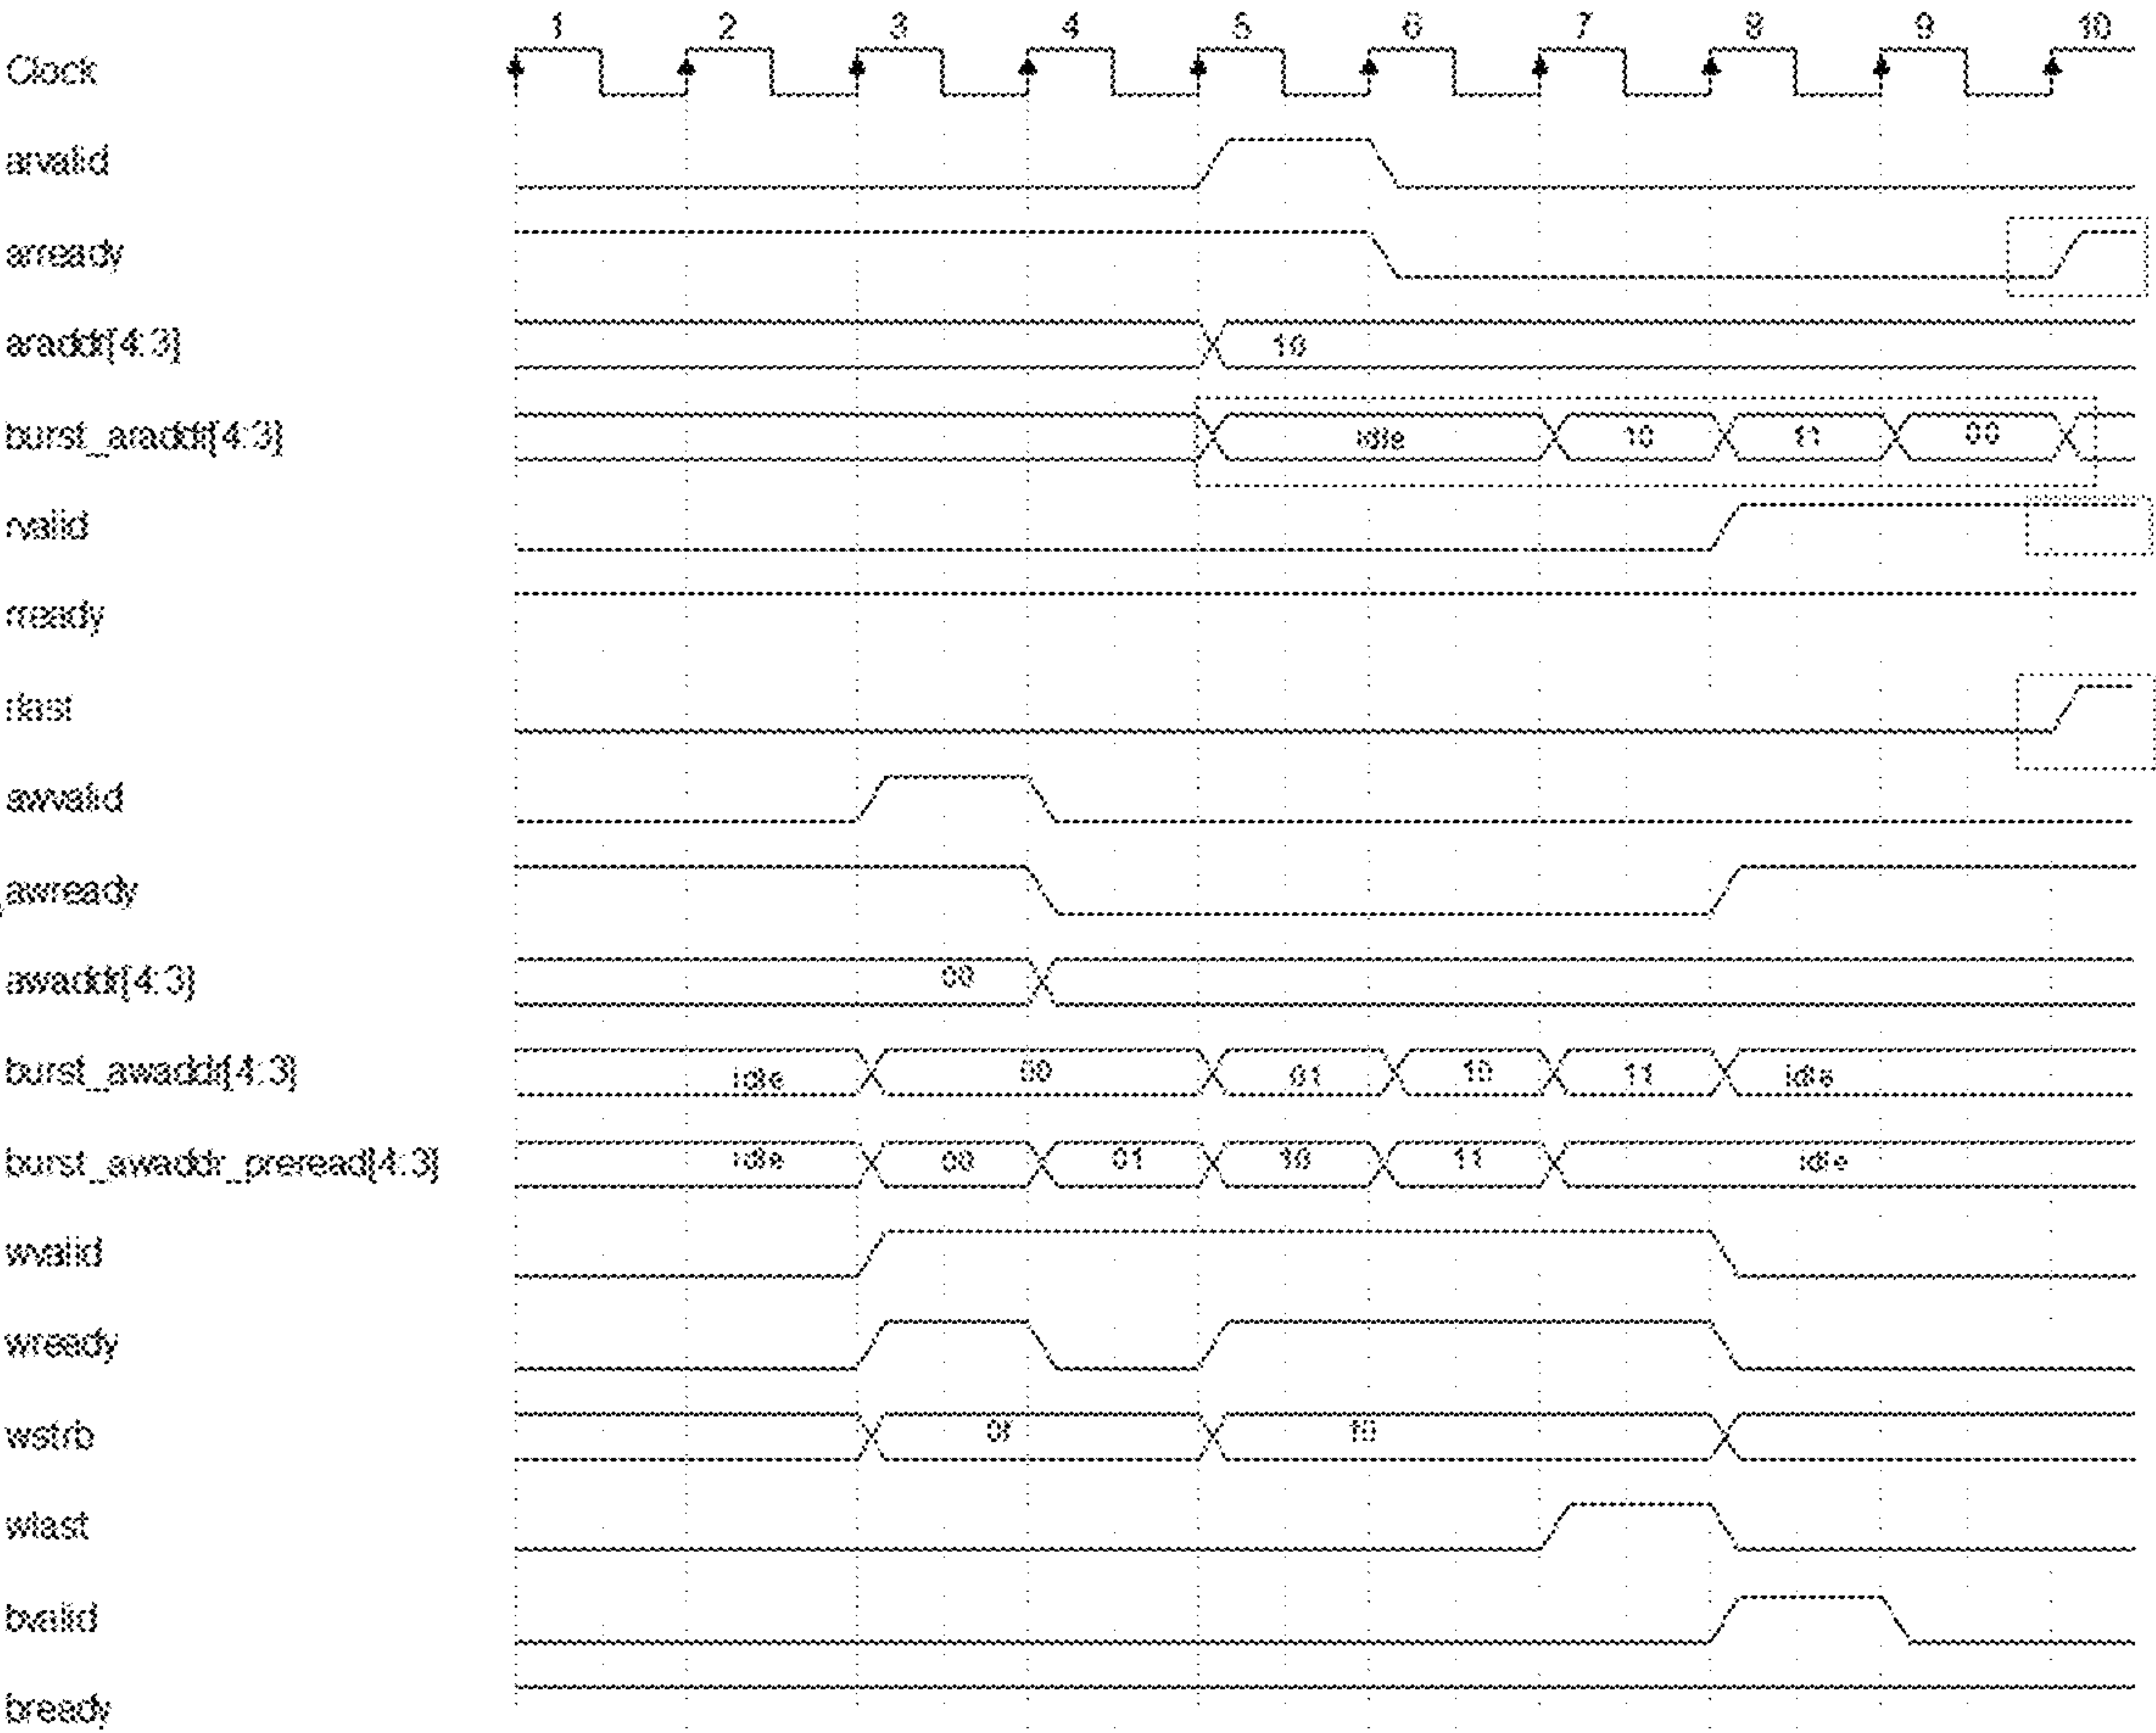 1 2 3 4 5 6 7 8 9 10
Clock
arvalid
arready
araddr[4:3] 10
burst_araddr[4:3] idle 10 11 00
rvalid
rready
rlast
awvalid
awready
awaddr[4:3] 00
burst_awaddr[4:3] idle 00 01 10 11 idle
burst_awaddr_preread[4:3] idle 00 01 10 11 idle
wvalid
wready
wstrb 0f f0
wlast
bvalid
bready